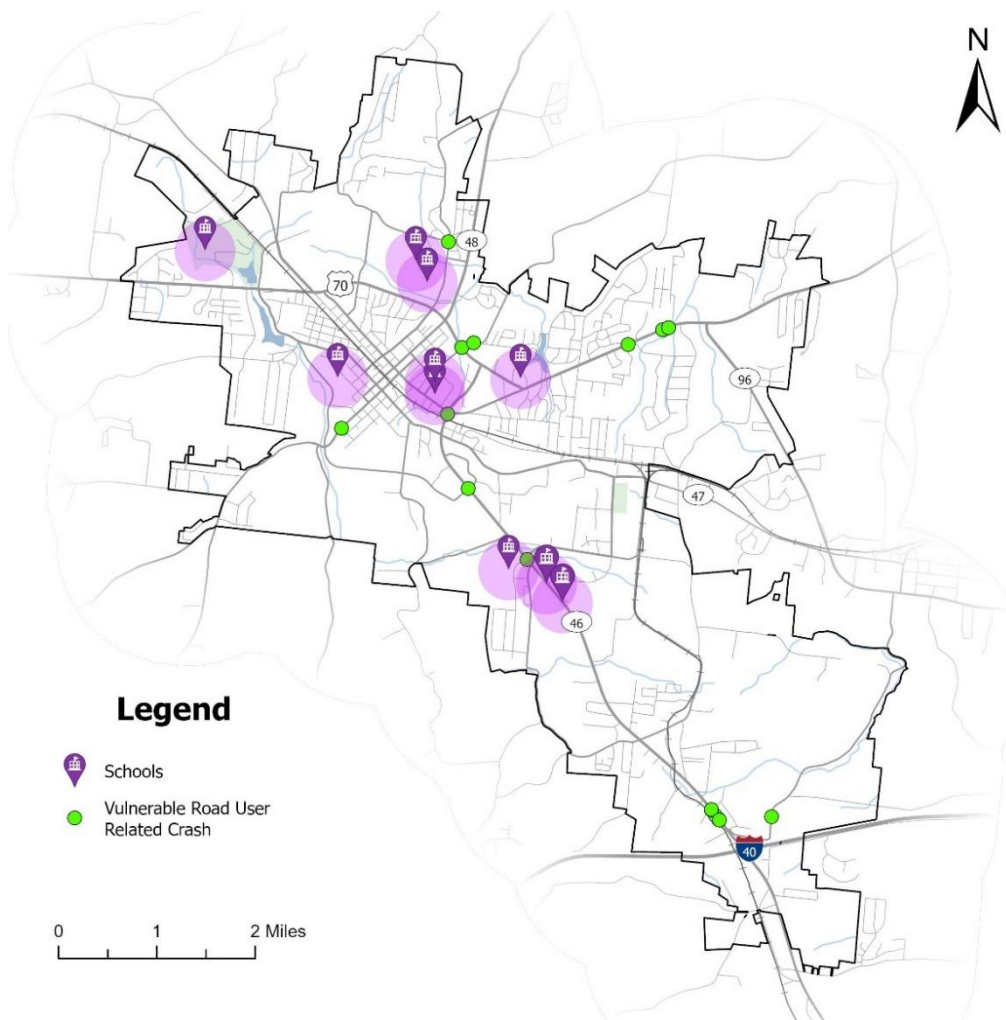 N
48
70
96
47
46
Legend
Schools
Vulnerable Road User
Related Crash
40
0 1 2 Miles